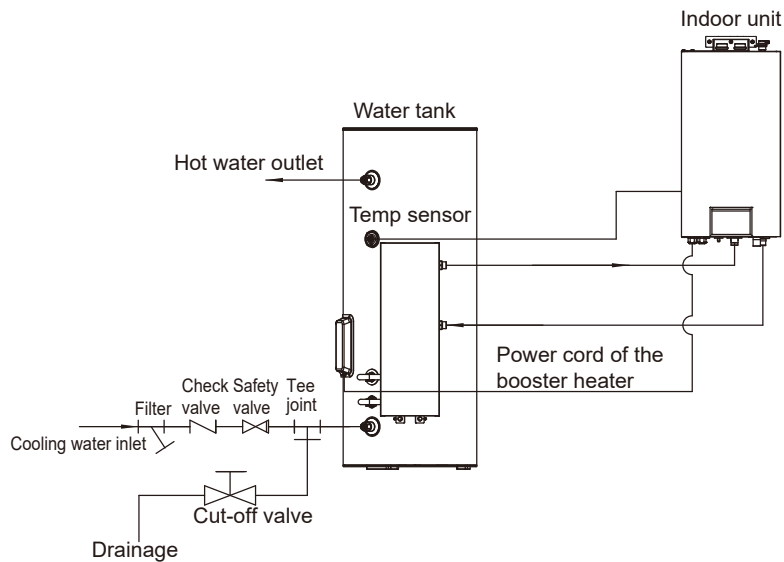 Indoor unit
Water tank
Hot water outlet
Temp sensor
Power cord of the
booster heater
Check Safety Tee
Filter valve valve joint
Cooling water inlet
Cut-off valve
Drainage